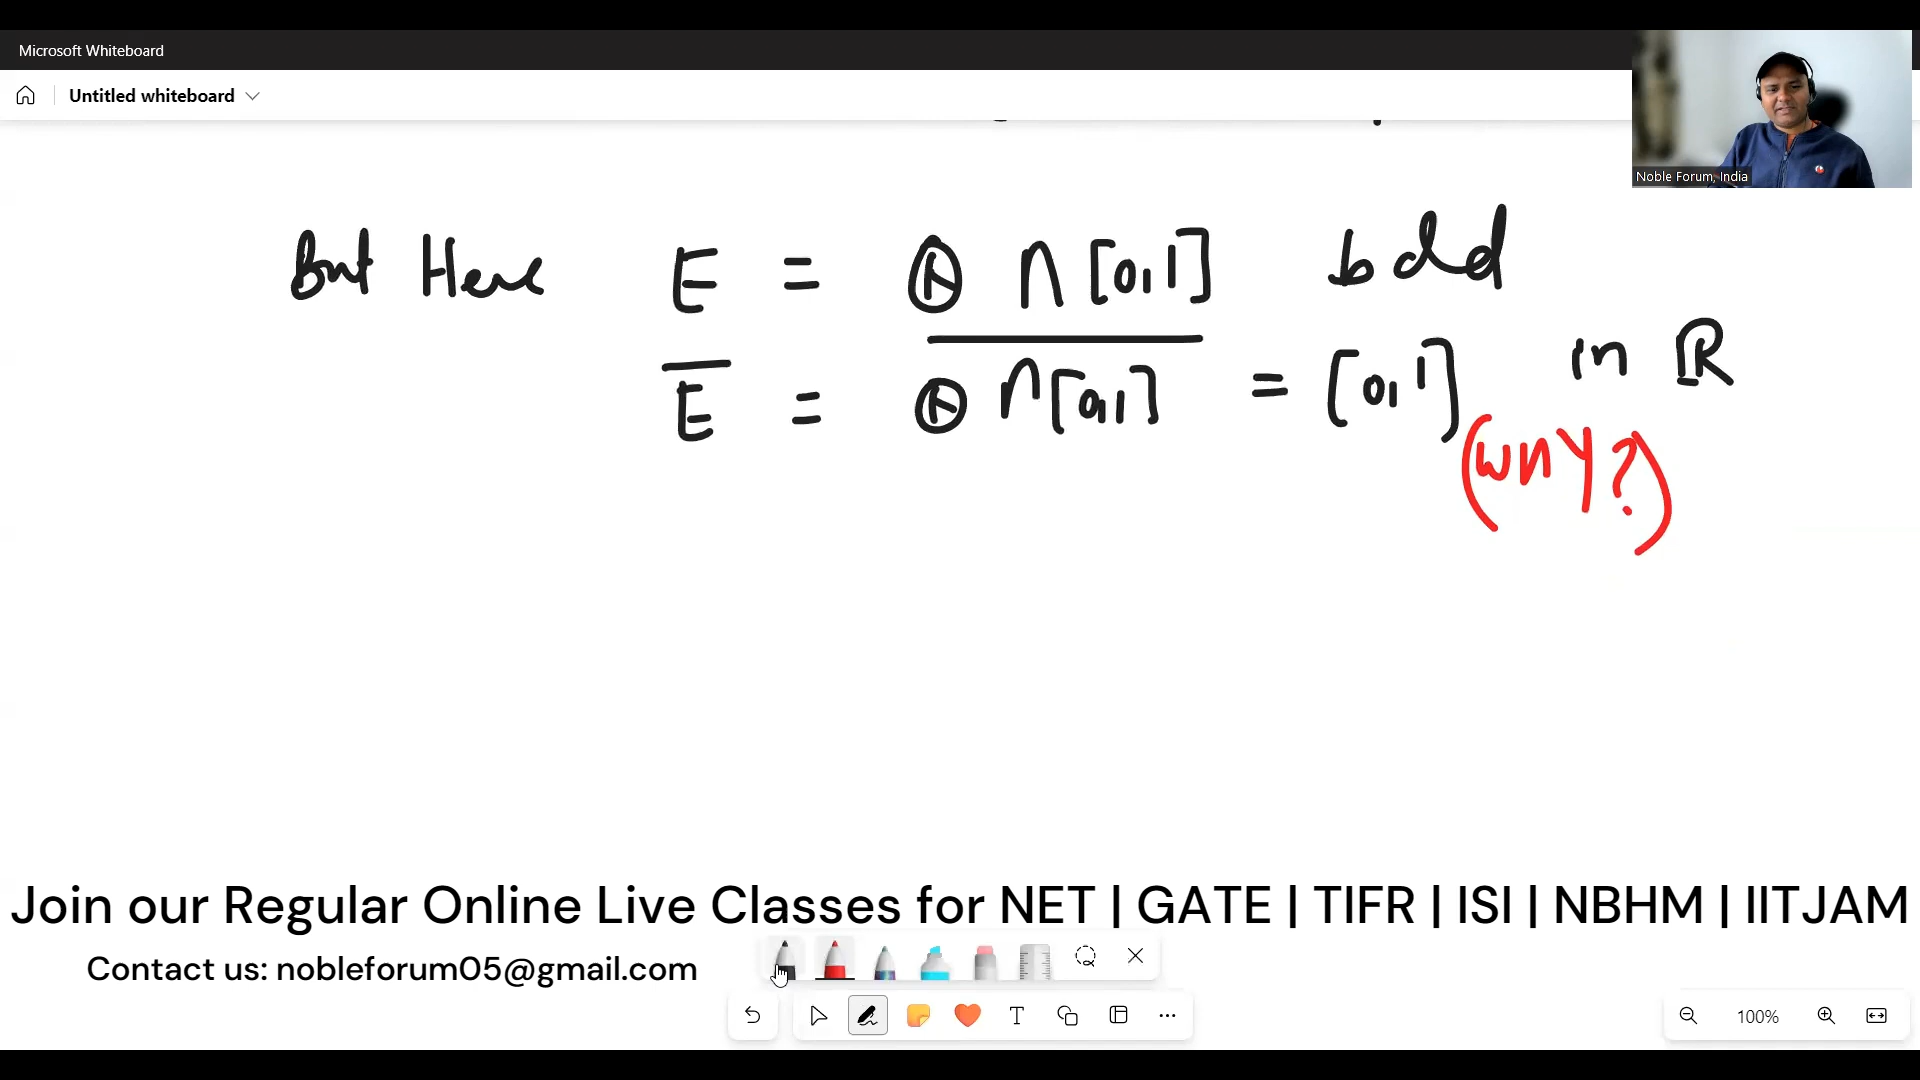 Microsoft Whiteboard
Untitled whiteboard
Noble Forum, India
But Here E = ℚ ∩ [0,1] bdd
E̅ = \overline{ℚ ∩ [0,1]} = [0,1] in ℝ
(WHY?)
Join our Regular Online Live Classes for NET | GATE | TIFR | ISI | NBHM | IITJAM
Contact us: nobleforum05@gmail.com
T
100%